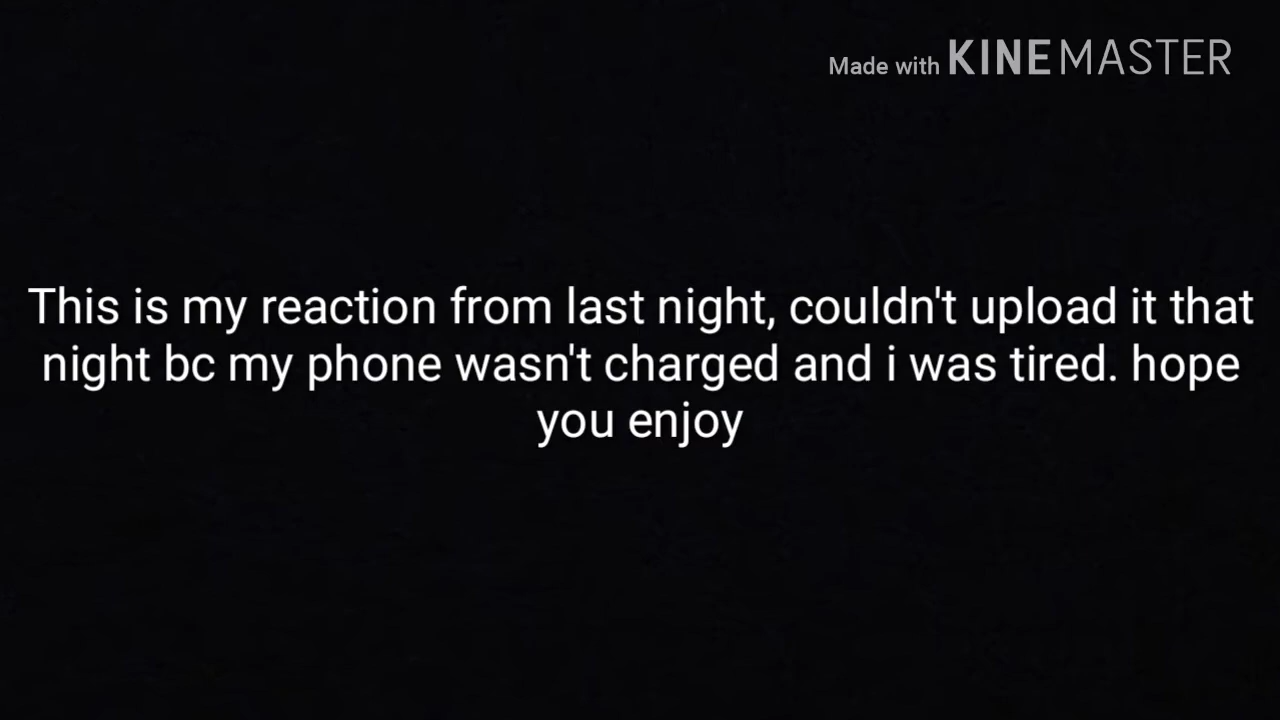 Made with KINEMASTER
This is my reaction from last night, couldn't upload it that
night bc my phone wasn't charged and i was tired. hope
you enjoy